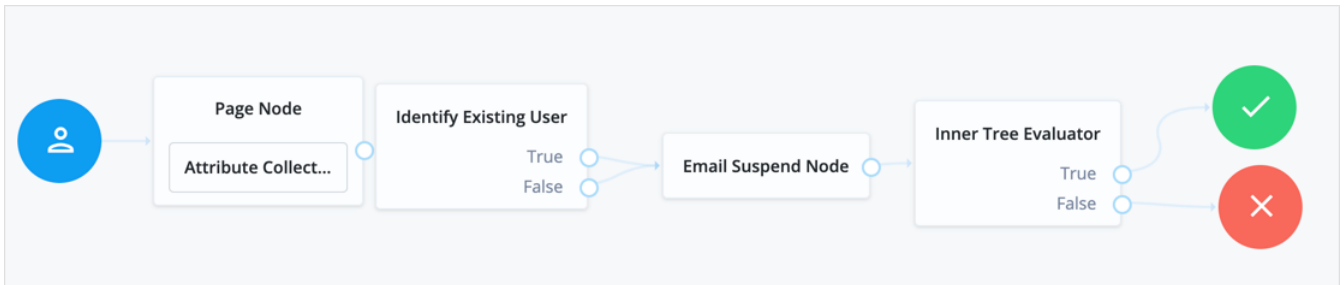 Page Node
Attribute Collect...
Identify Existing User
True
False
Email Suspend Node
Inner Tree Evaluator
True
False